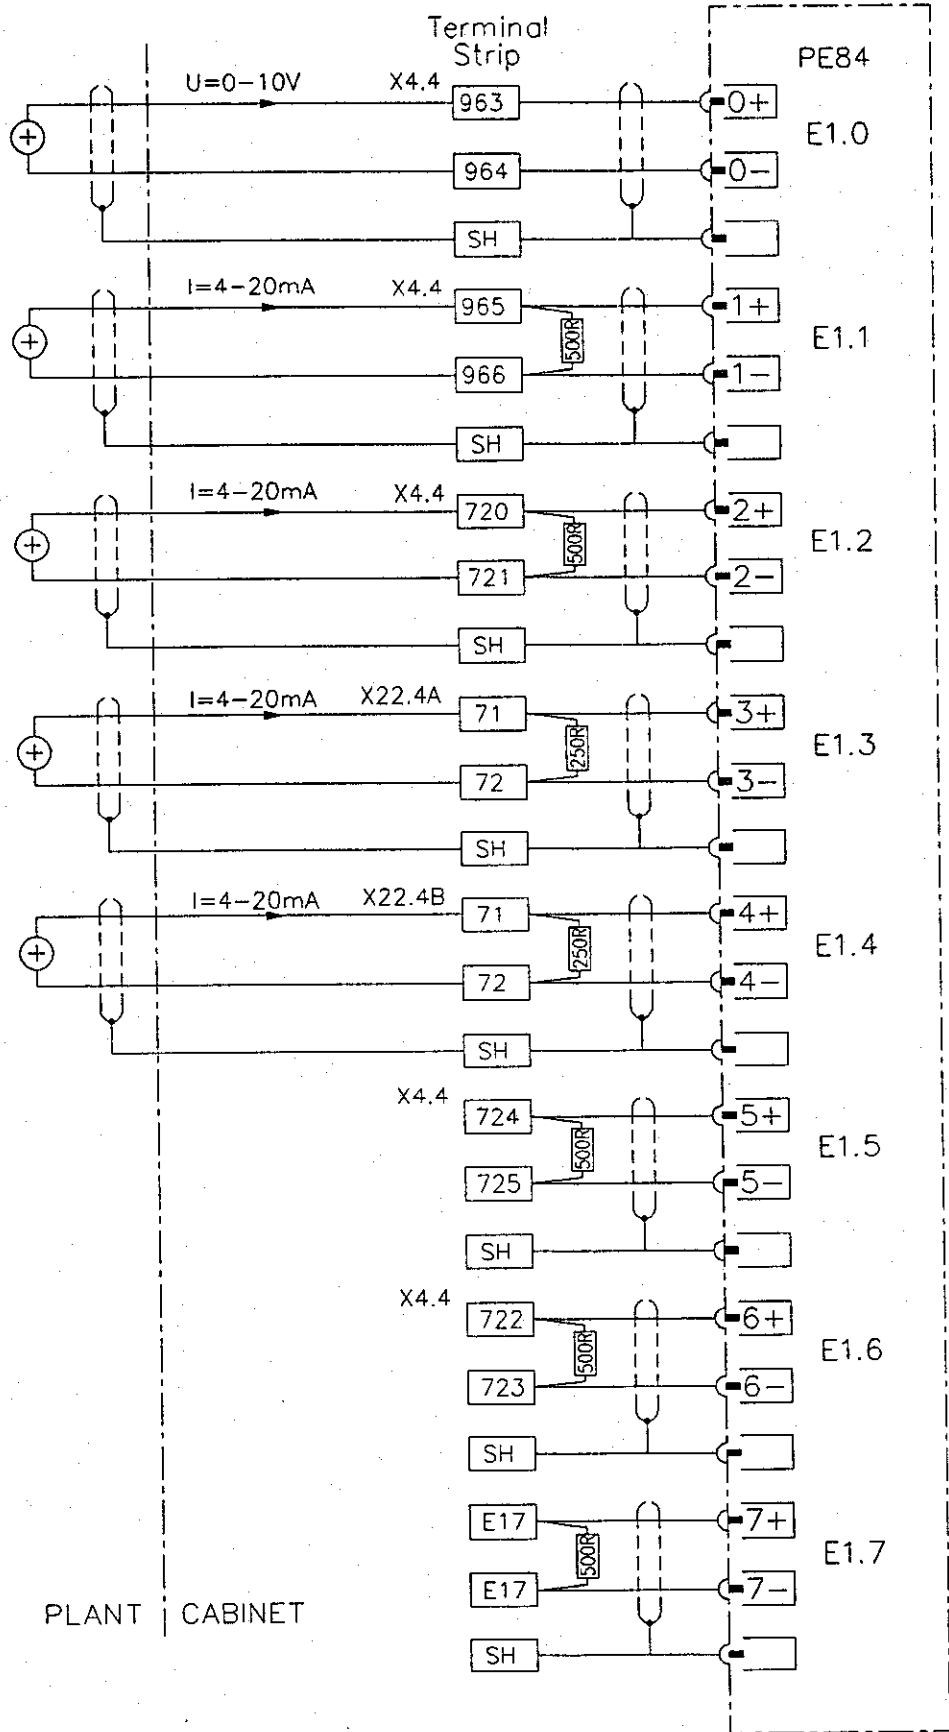 Terminal
Strip
PE84
U=0-10V
X4.4
963
0+
E1.0
964
0-
SH
I=4-20mA
X4.4
965
1+
500R
E1.1
966
1-
SH
I=4-20mA
X4.4
720
2+
500R
E1.2
721
2-
SH
I=4-20mA
X22.4A
71
3+
250R
E1.3
72
3-
SH
I=4-20mA
X22.4B
71
4+
250R
E1.4
72
4-
SH
X4.4
724
5+
500R
E1.5
725
5-
SH
X4.4
722
6+
500R
E1.6
723
6-
SH
E17
7+
500R
E1.7
E17
7-
PLANT
CABINET
SH